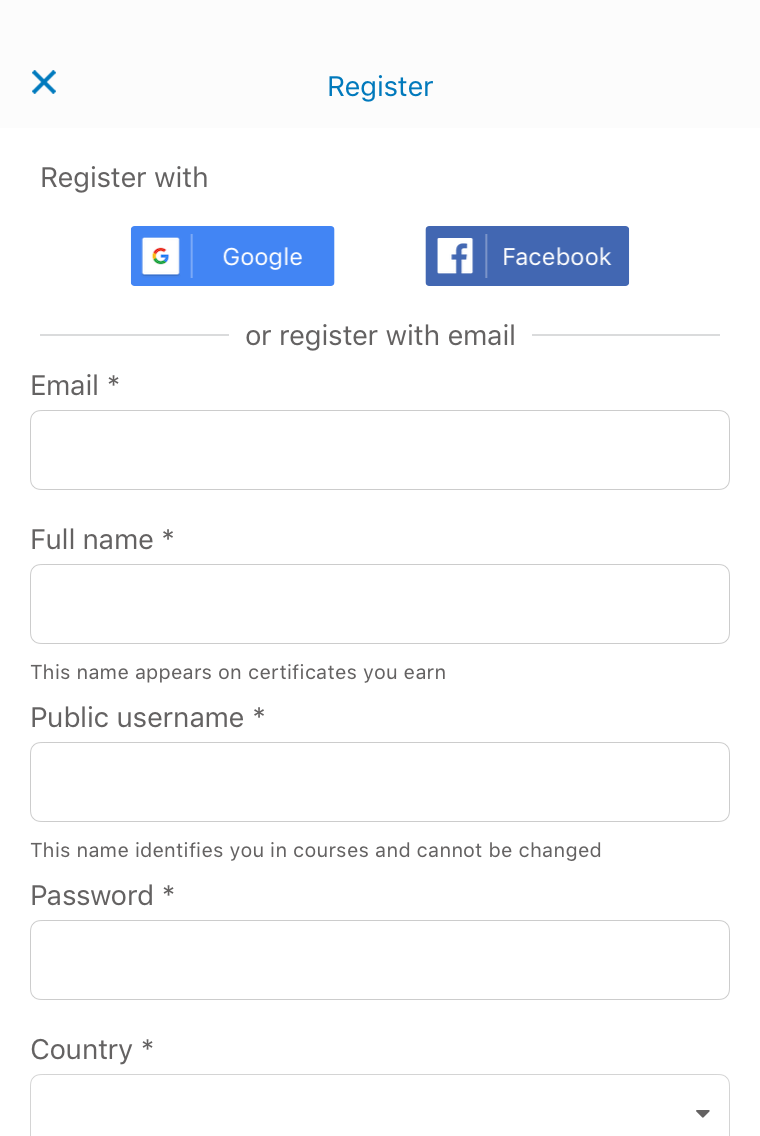 Register
Register with
Google
Facebook
or register with email
Email *
Full name *
This name appears on certificates you earn
Public username *
This name identifies you in courses and cannot be changed
Password *
Country *